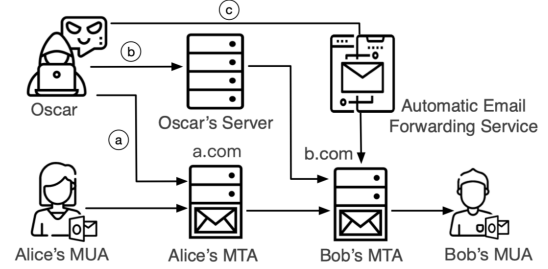 c
b
Oscar
Oscar's Server
Automatic Email
Forwarding Service
a
a.com
b.com
Alice's MUA
Alice's MTA
Bob's MTA
Bob's MUA